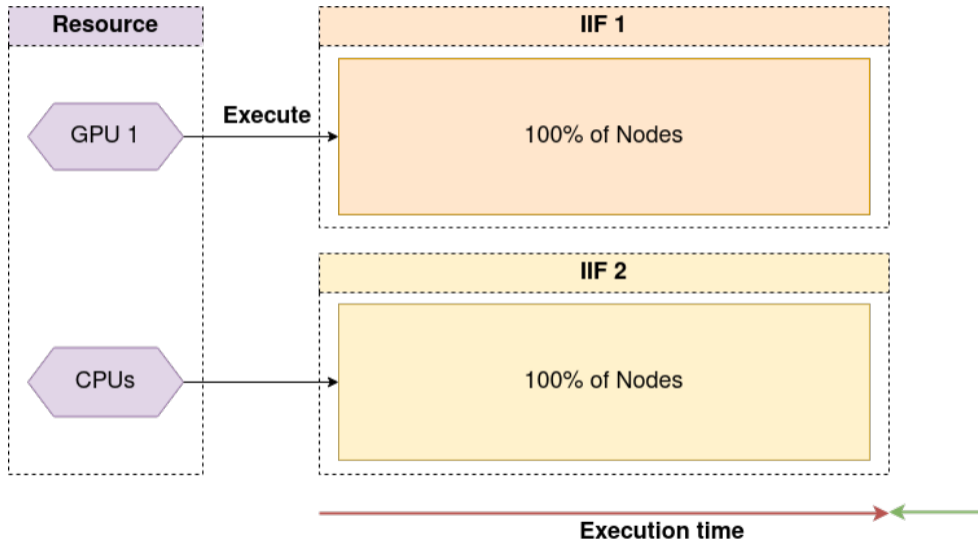 Resource
IIF 1
GPU 1
Execute
100% of Nodes
IIF 2
CPUs
100% of Nodes
Execution time